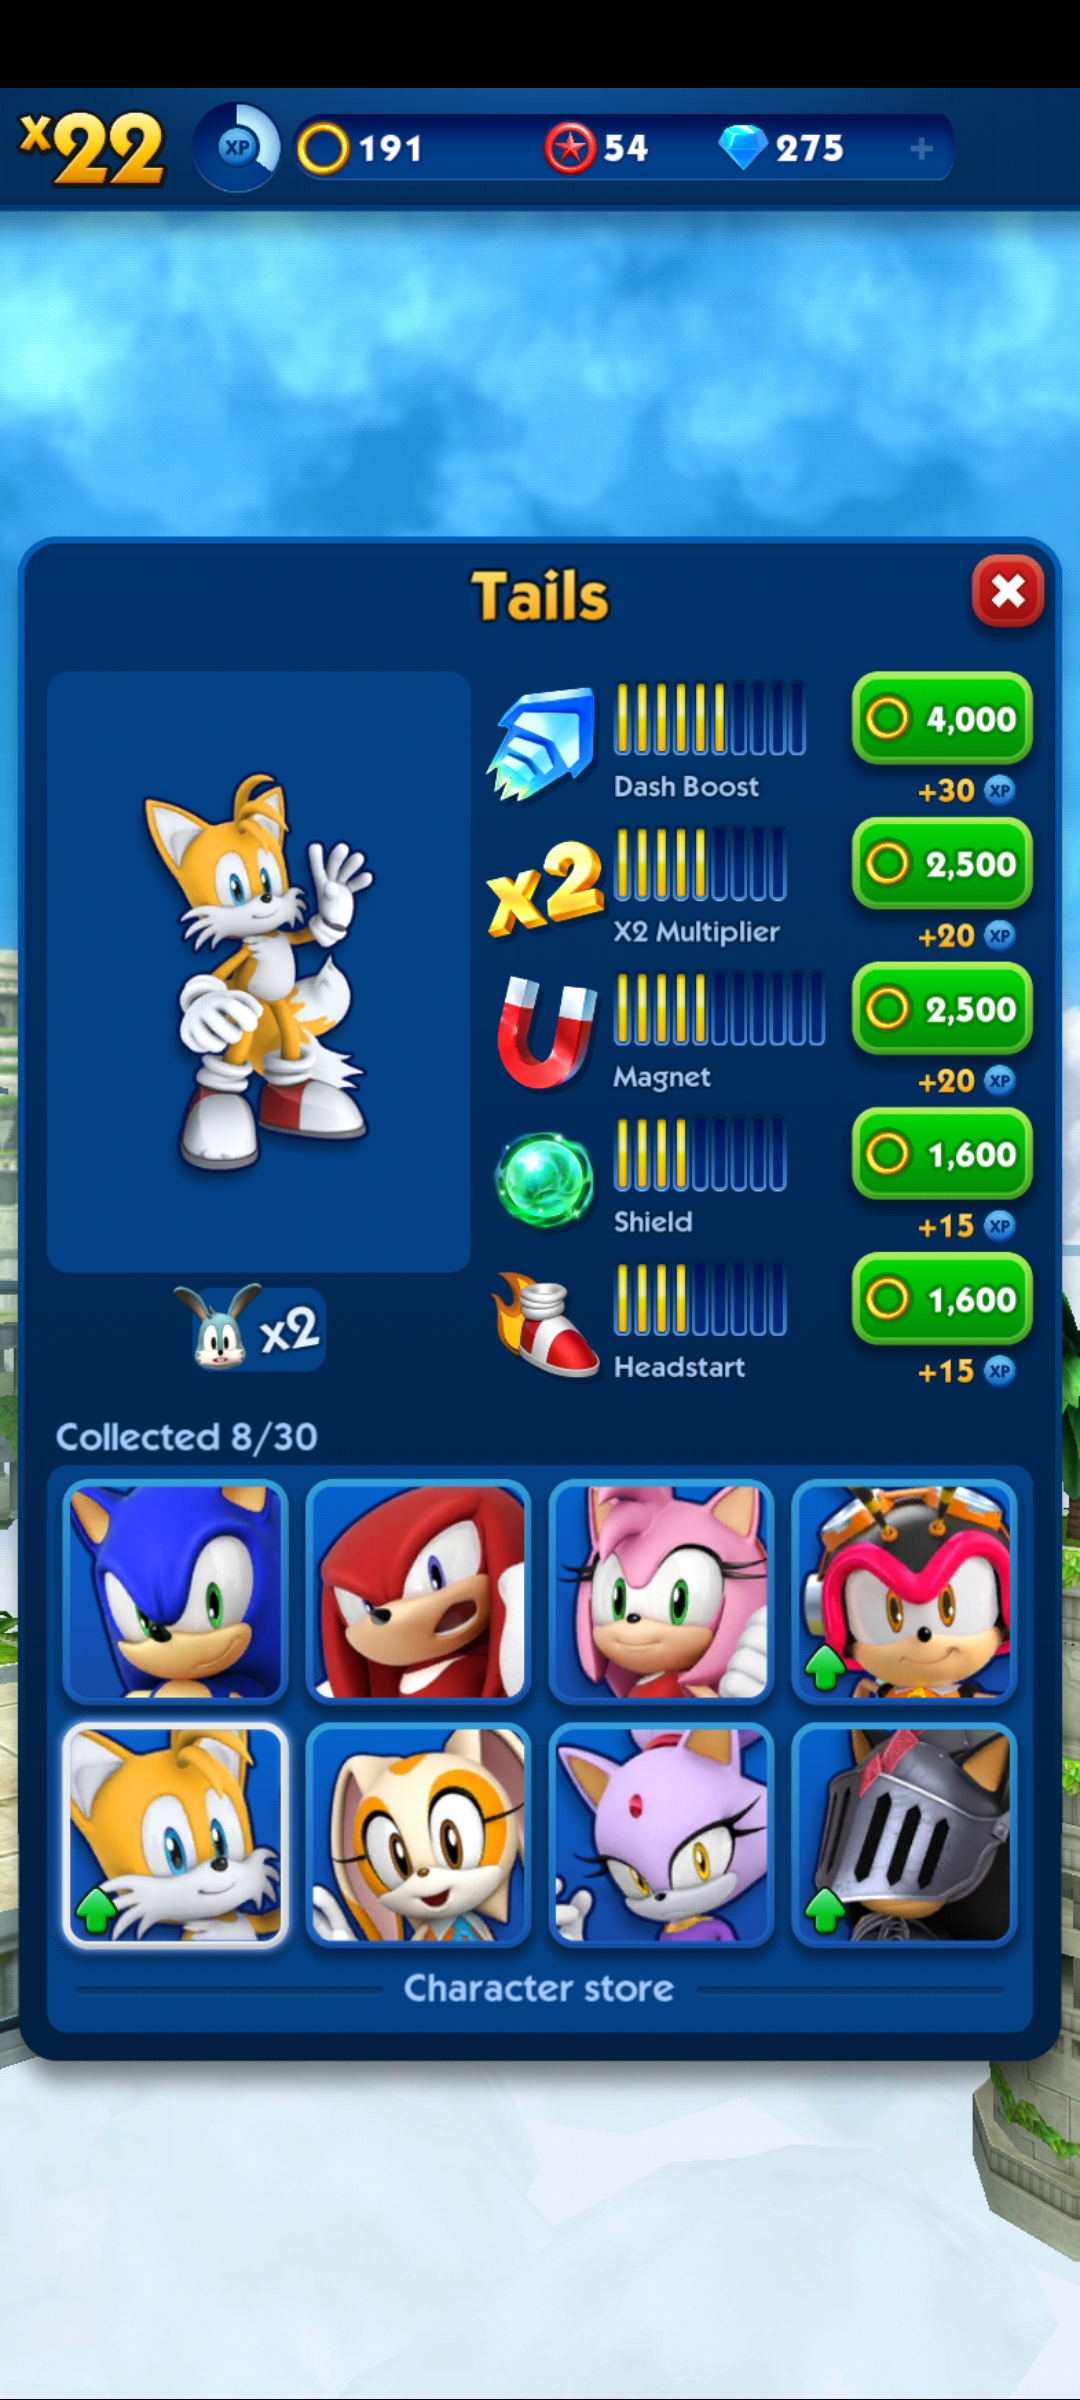 x22 XP 191 54 275 +
Tails
4,000
Dash Boost
+30 XP
x2
2,500
X2 Multiplier
+20 XP
2,500
Magnet
+20 XP
1,600
Shield
+15 XP
1,600
x2
Headstart
+15 XP
Collected 8/30
Character store